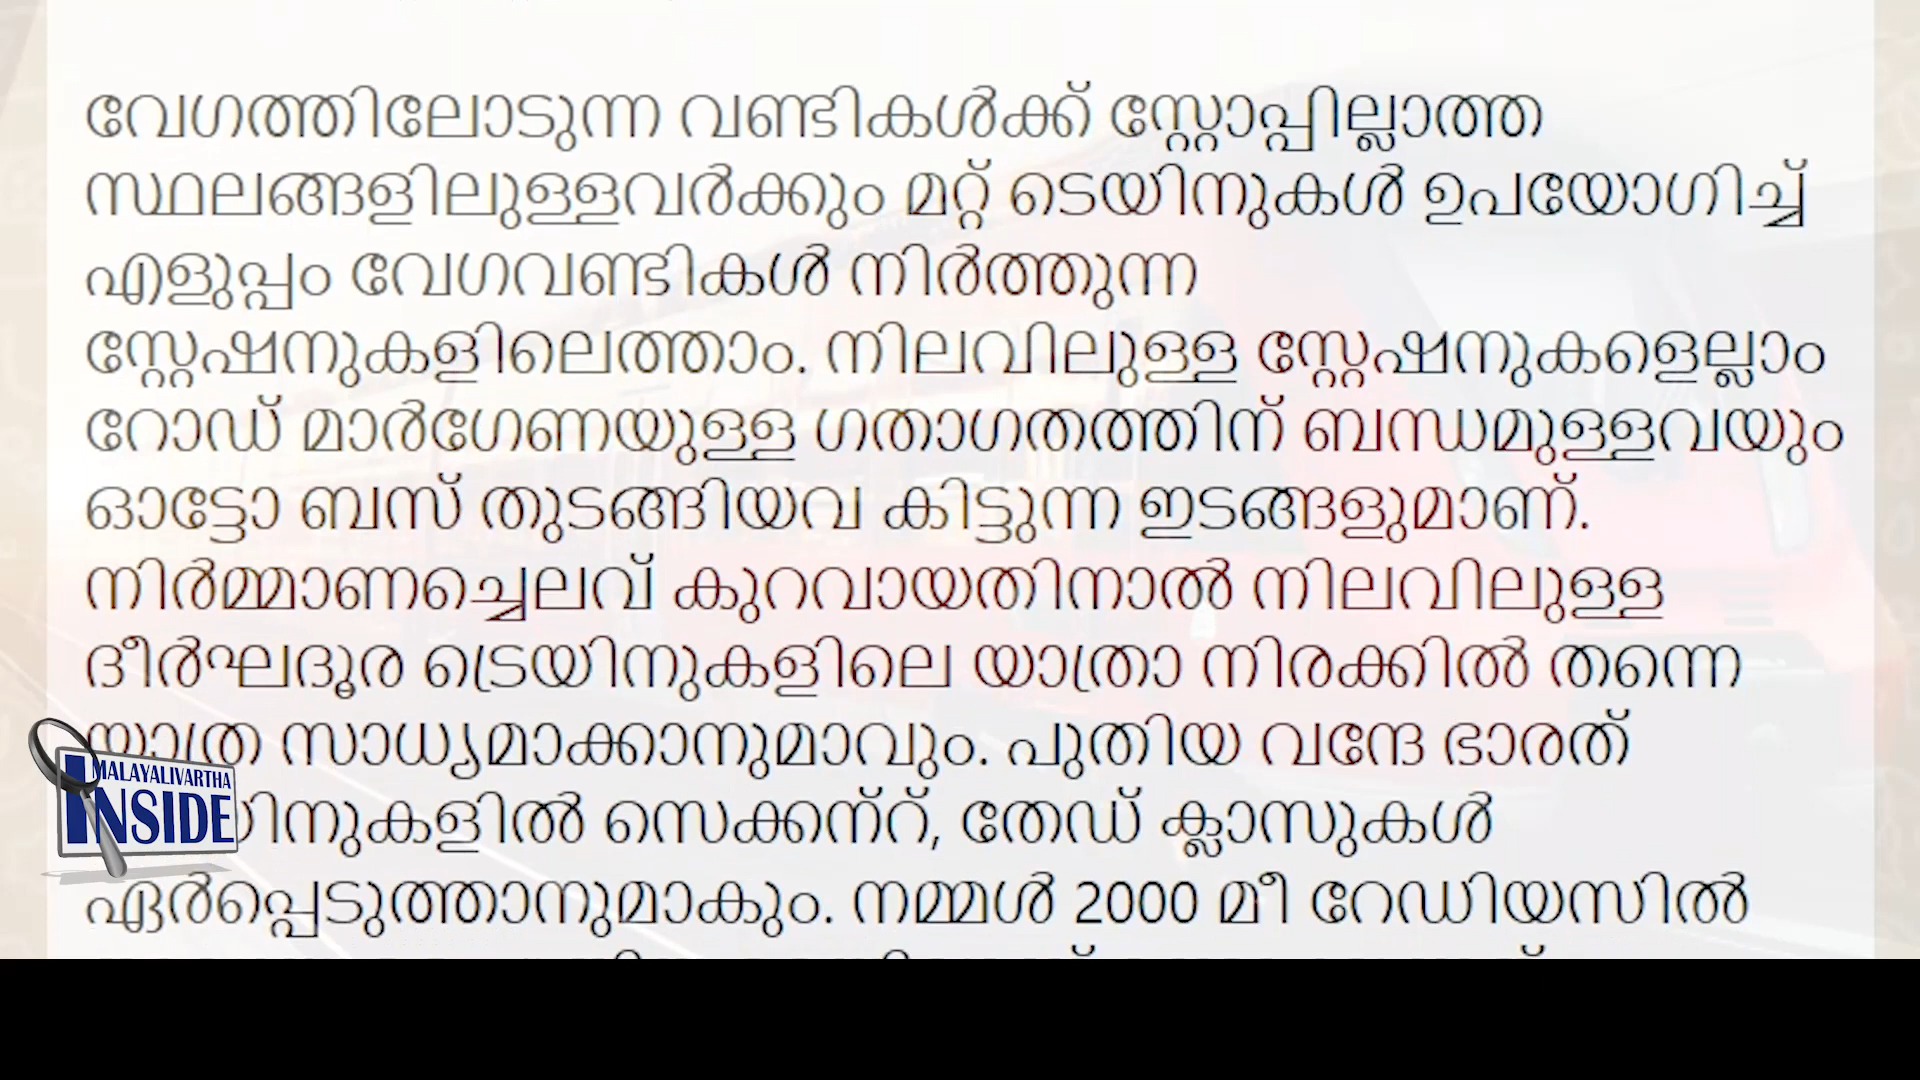 വേഗത്തിലോടുന്ന വണ്ടികൾക്ക് സ്റ്റോപ്പില്ലാത്ത
സ്ഥലങ്ങളിലുള്ളവർക്കും മറ്റ് ടെയിനുകൾ ഉപയോഗിച്ച്
എളുപ്പം വേഗവണ്ടികൾ നിർത്തുന്ന
സ്റ്റേഷനുകളിലെത്താം. നിലവിലുള്ള സ്റ്റേഷനുകളെല്ലാം
റോഡ് മാർഗേണയുള്ള ഗതാഗതത്തിന് ബന്ധമുള്ളവയും
ഓട്ടോ ബസ് തുടങ്ങിയവ കിട്ടുന്ന ഇടങ്ങളുമാണ്.
നിർമ്മാണച്ചെലവ് കുറവായതിനാൽ നിലവിലുള്ള
ദീർഘദൂര ട്രെയിനുകളിലെ യാത്രാ നിരക്കിൽ തന്നെ
യാത്ര സാധ്യമാക്കാനുമാവും. പുതിയ വന്ദേ ഭാരത്
യിനുകളിൽ സെക്കന്റ്, തേഡ് ക്ലാസുകൾ
ഏർപ്പെടുത്താനുമാകും. നമ്മൾ 2000 മീ റേഡിയസിൽ
MALAYALIVARTHA
INSIDE